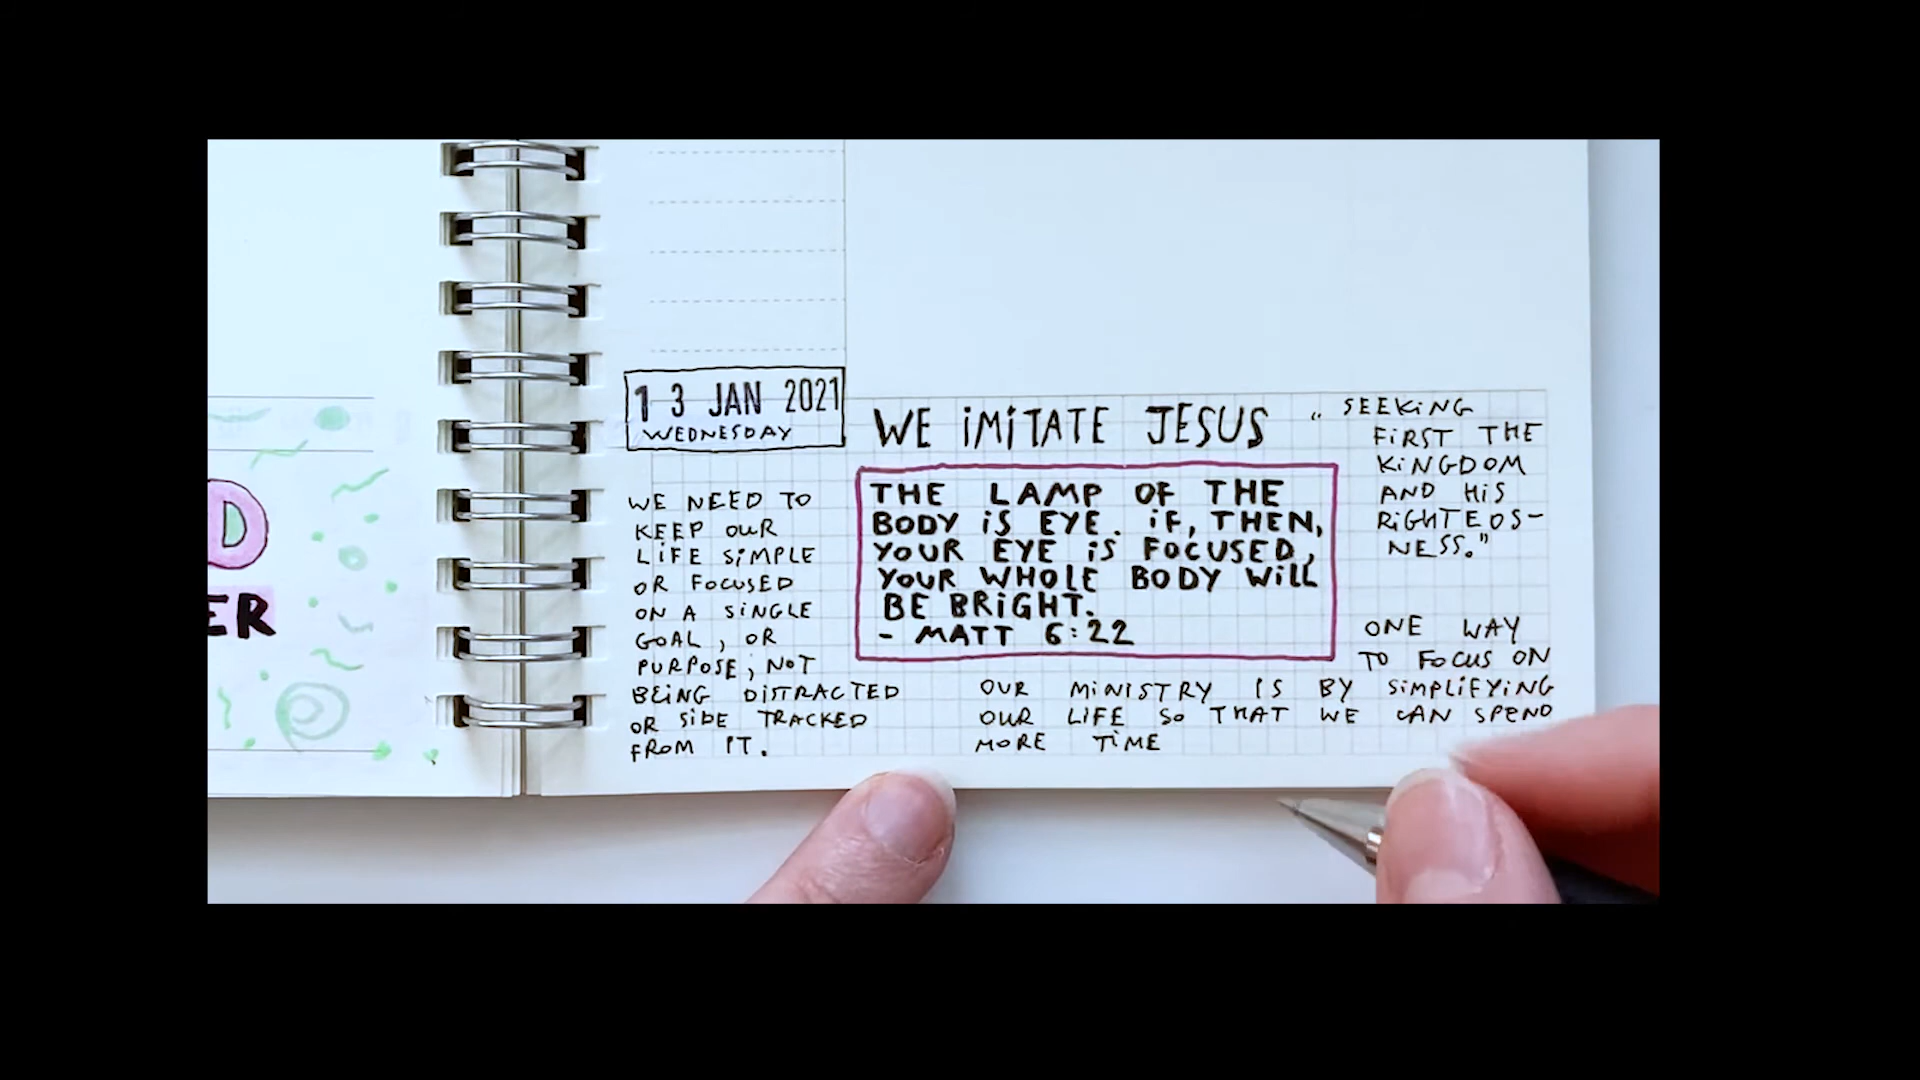 D
ER
13 JAN 2021
WEDNESDAY
WE IMITATE JESUS
WE NEED TO
KEEP OUR
LIFE SIMPLE
OR FOCUSED
ON A SINGLE
GOAL, OR
PURPOSE, NOT
BEING DISTRACTED
OR SIDE TRACKED
FROM IT.
THE LAMP OF THE
BODY IS EYE. IF, THEN,
YOUR EYE IS FOCUSED,
YOUR WHOLE BODY WILL
BE BRIGHT.
- MATT 6:22
"SEEKING
FIRST THE
KINGDOM
AND HIS
RIGHTEOS-
NESS."
ONE WAY
TO FOCUS ON
OUR MINISTRY IS BY SIMPLIFYING
OUR LIFE SO THAT WE CAN SPEND
MORE TIME